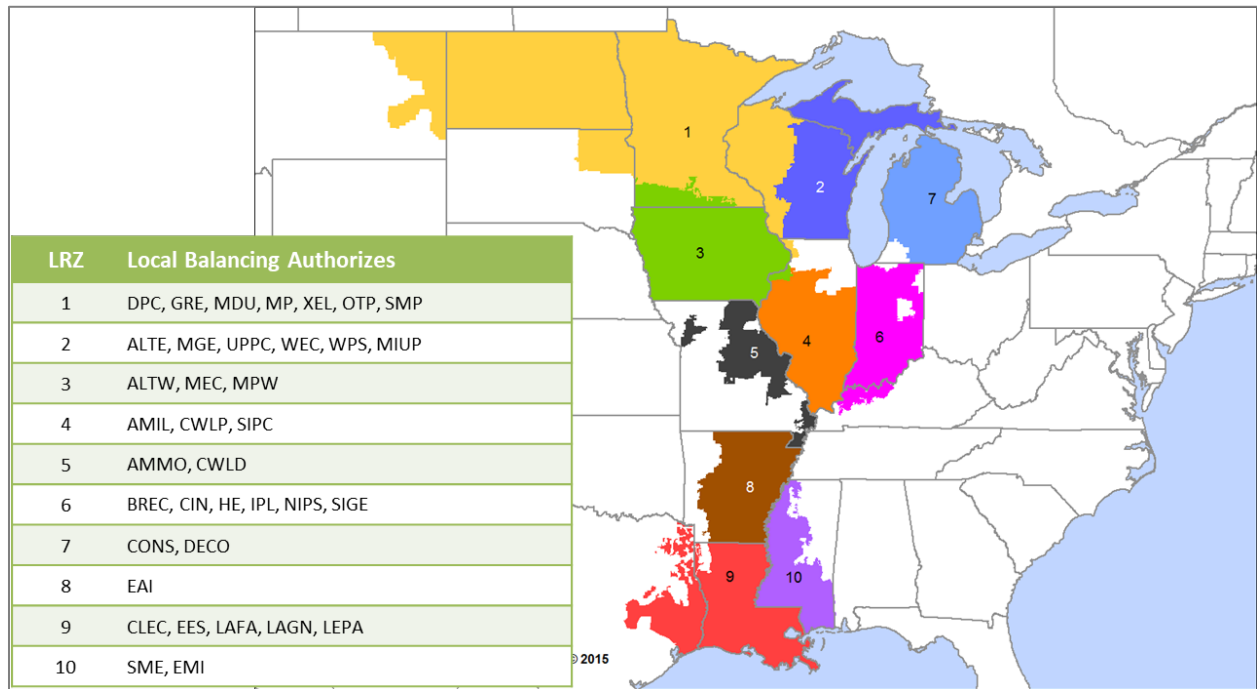 1
2
7
3
4
6
5
8
9
10
© 2015
LRZ Local Balancing Authorizes
1 DPC, GRE, MDU, MP, XEL, OTP, SMP
2 ALTE, MGE, UPPC, WEC, WPS, MIUP
3 ALTW, MEC, MPW
4 AMIL, CWLP, SIPC
5 AMMO, CWLD
6 BREC, CIN, HE, IPL, NIPS, SIGE
7 CONS, DECO
8 EAI
9 CLEC, EES, LAFA, LAGN, LEPA
10 SME, EMI